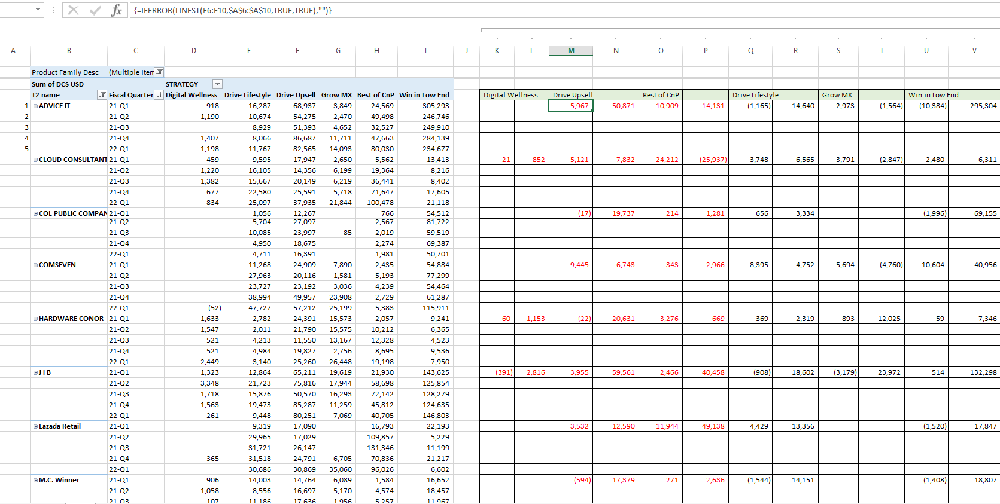 {=IFERROR(LINEST(F6:F10,$A$6:$A$10,TRUE,TRUE),"")}
A B C D E F G H I J K L M N O P Q R S T U V
Product Family Desc (Multiple Item
Sum of DCS USD STRATEGY
T2 name Fiscal Quarter Digital Wellness Drive Lifestyle Drive Upsell Grow MX Rest of CnP Win in Low End Digital Wellness Drive Upsell Rest of CnP Drive Lifestyle Grow MX Win in Low End
1 ADVICE IT 21-Q1 918 16,287 68,937 3,849 24,569 305,293 5,967 50,871 10,909 14,131 (1,165) 14,640 2,973 (1,564) (10,384) 295,304
2 21-Q2 1,190 10,674 54,275 2,470 49,498 246,746
3 21-Q3 8,929 51,393 4,652 32,527 249,910
4 21-Q4 1,407 8,066 86,687 11,711 47,663 284,139
5 22-Q1 1,198 11,767 82,565 14,093 80,030 234,677
CLOUD CONSULTANT 21-Q1 459 9,595 17,947 2,650 5,562 13,413 21 852 5,121 7,832 24,212 (25,937) 3,748 6,565 3,791 (2,847) 2,480 6,311
21-Q2 1,220 16,105 14,356 6,199 19,364 8,216
21-Q3 1,382 15,667 20,149 6,219 36,441 8,402
21-Q4 677 22,580 25,591 5,718 71,647 17,605
22-Q1 834 25,097 37,935 21,844 100,478 21,118
COL PUBLIC COMPAN 21-Q1 1,056 12,267 766 54,512 (17) 19,737 214 1,281 656 3,334 (1,996) 69,155
21-Q2 5,704 27,097 2,567 81,722
21-Q3 10,085 23,997 85 2,019 59,519
21-Q4 4,950 18,675 2,274 69,387
22-Q1 4,711 16,391 1,981 50,701
COMSEVEN 21-Q1 11,268 24,909 7,890 2,435 54,884 9,445 6,743 343 2,966 8,395 4,752 5,694 (4,760) 10,604 40,956
21-Q2 27,963 20,116 1,581 5,193 77,299
21-Q3 23,727 23,192 3,036 4,239 54,464
21-Q4 38,994 49,957 23,908 2,729 61,287
22-Q1 (52) 47,727 57,212 25,199 5,383 115,911
HARDWARE CONOR 21-Q1 1,633 2,782 24,391 15,573 2,057 9,241 60 1,153 (22) 20,631 3,276 669 369 2,319 893 12,025 59 7,346
21-Q2 1,547 2,011 21,790 15,575 10,212 6,365
21-Q3 521 4,213 11,550 13,167 12,328 4,523
21-Q4 521 4,984 19,827 2,756 8,695 9,536
22-Q1 2,449 3,140 25,260 26,448 19,198 7,950
J I B 21-Q1 1,323 12,864 65,211 19,619 21,930 143,625 (391) 2,816 3,955 59,561 2,466 40,458 (908) 18,602 (3,179) 23,972 514 132,298
21-Q2 3,348 21,723 75,816 17,944 58,698 125,854
21-Q3 1,718 15,876 50,570 16,293 72,142 128,279
21-Q4 1,563 19,473 85,287 11,259 45,812 124,635
22-Q1 261 9,448 80,251 7,069 40,705 146,803
Lazada Retail 21-Q1 9,319 17,090 16,793 22,193 3,532 12,590 11,944 49,138 4,429 13,356 (1,520) 17,847
21-Q2 29,965 17,029 109,857 5,229
21-Q3 31,721 26,147 131,346 11,199
21-Q4 365 31,518 24,791 6,705 70,836 21,217
22-Q1 30,686 30,869 35,060 96,026 6,602
M.C. Winner 21-Q1 906 14,003 14,764 6,089 1,584 16,652 (594) 17,379 271 2,636 (1,544) 14,151 (1,408) 18,807
21-Q2 1,058 8,556 16,697 5,170 4,574 18,457
21-Q3 107 11,186 17,636 1,956 5,257 11,967